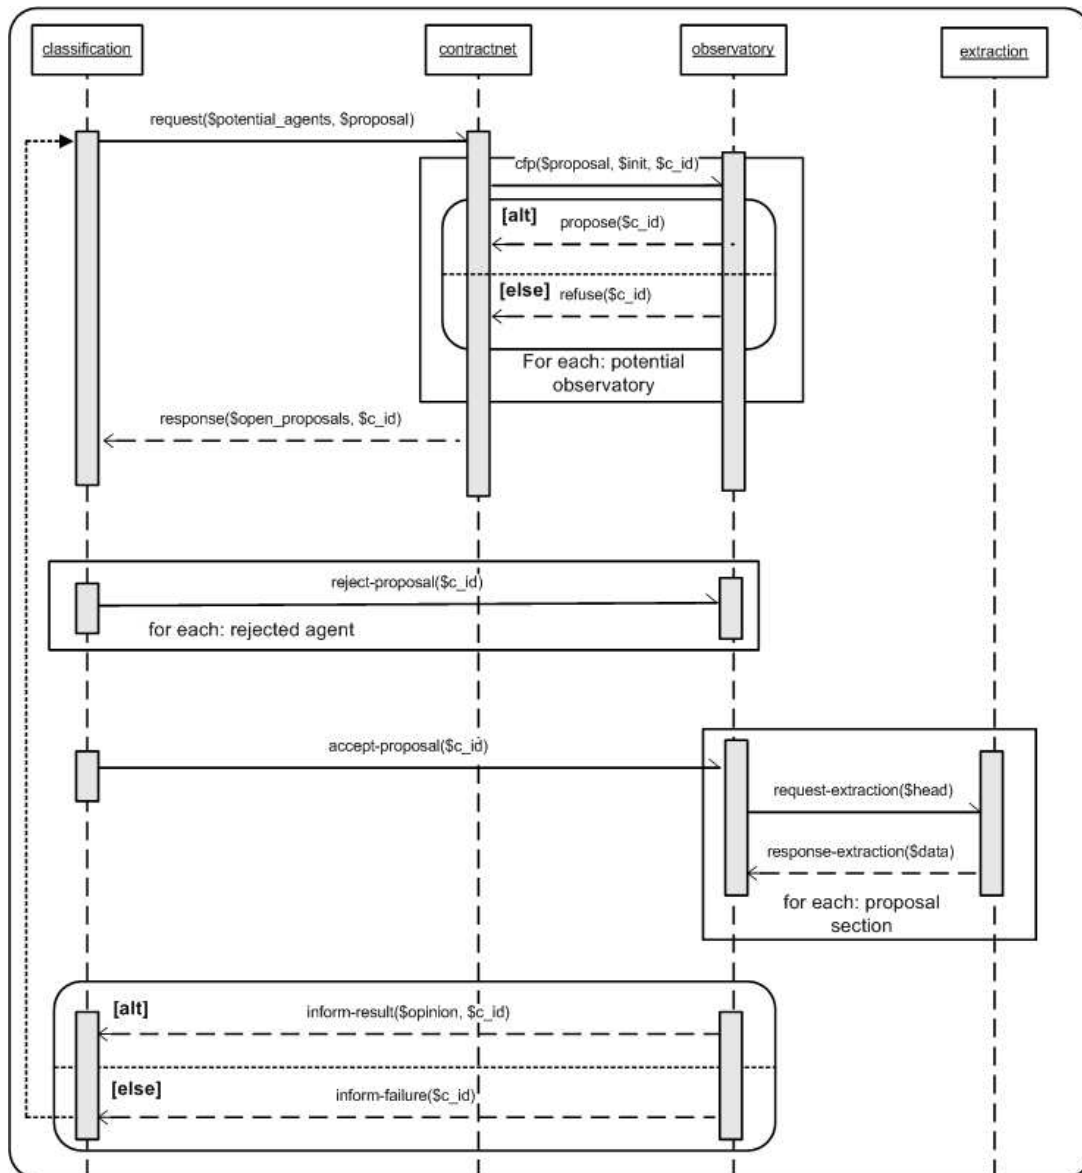 classification
contractnet
observatory
extraction
request($potential_agents, $proposal)
cfp($proposal, $init, $c_id)
[alt]
propose($c_id)
[else]
refuse($c_id)
For each: potential
observatory
response($open_proposals, $c_id)
reject-proposal($c_id)
for each: rejected agent
accept-proposal($c_id)
request-extraction($head)
response-extraction($data)
for each: proposal
section
[alt]
inform-result($opinion, $c_id)
[else]
inform-failure($c_id)